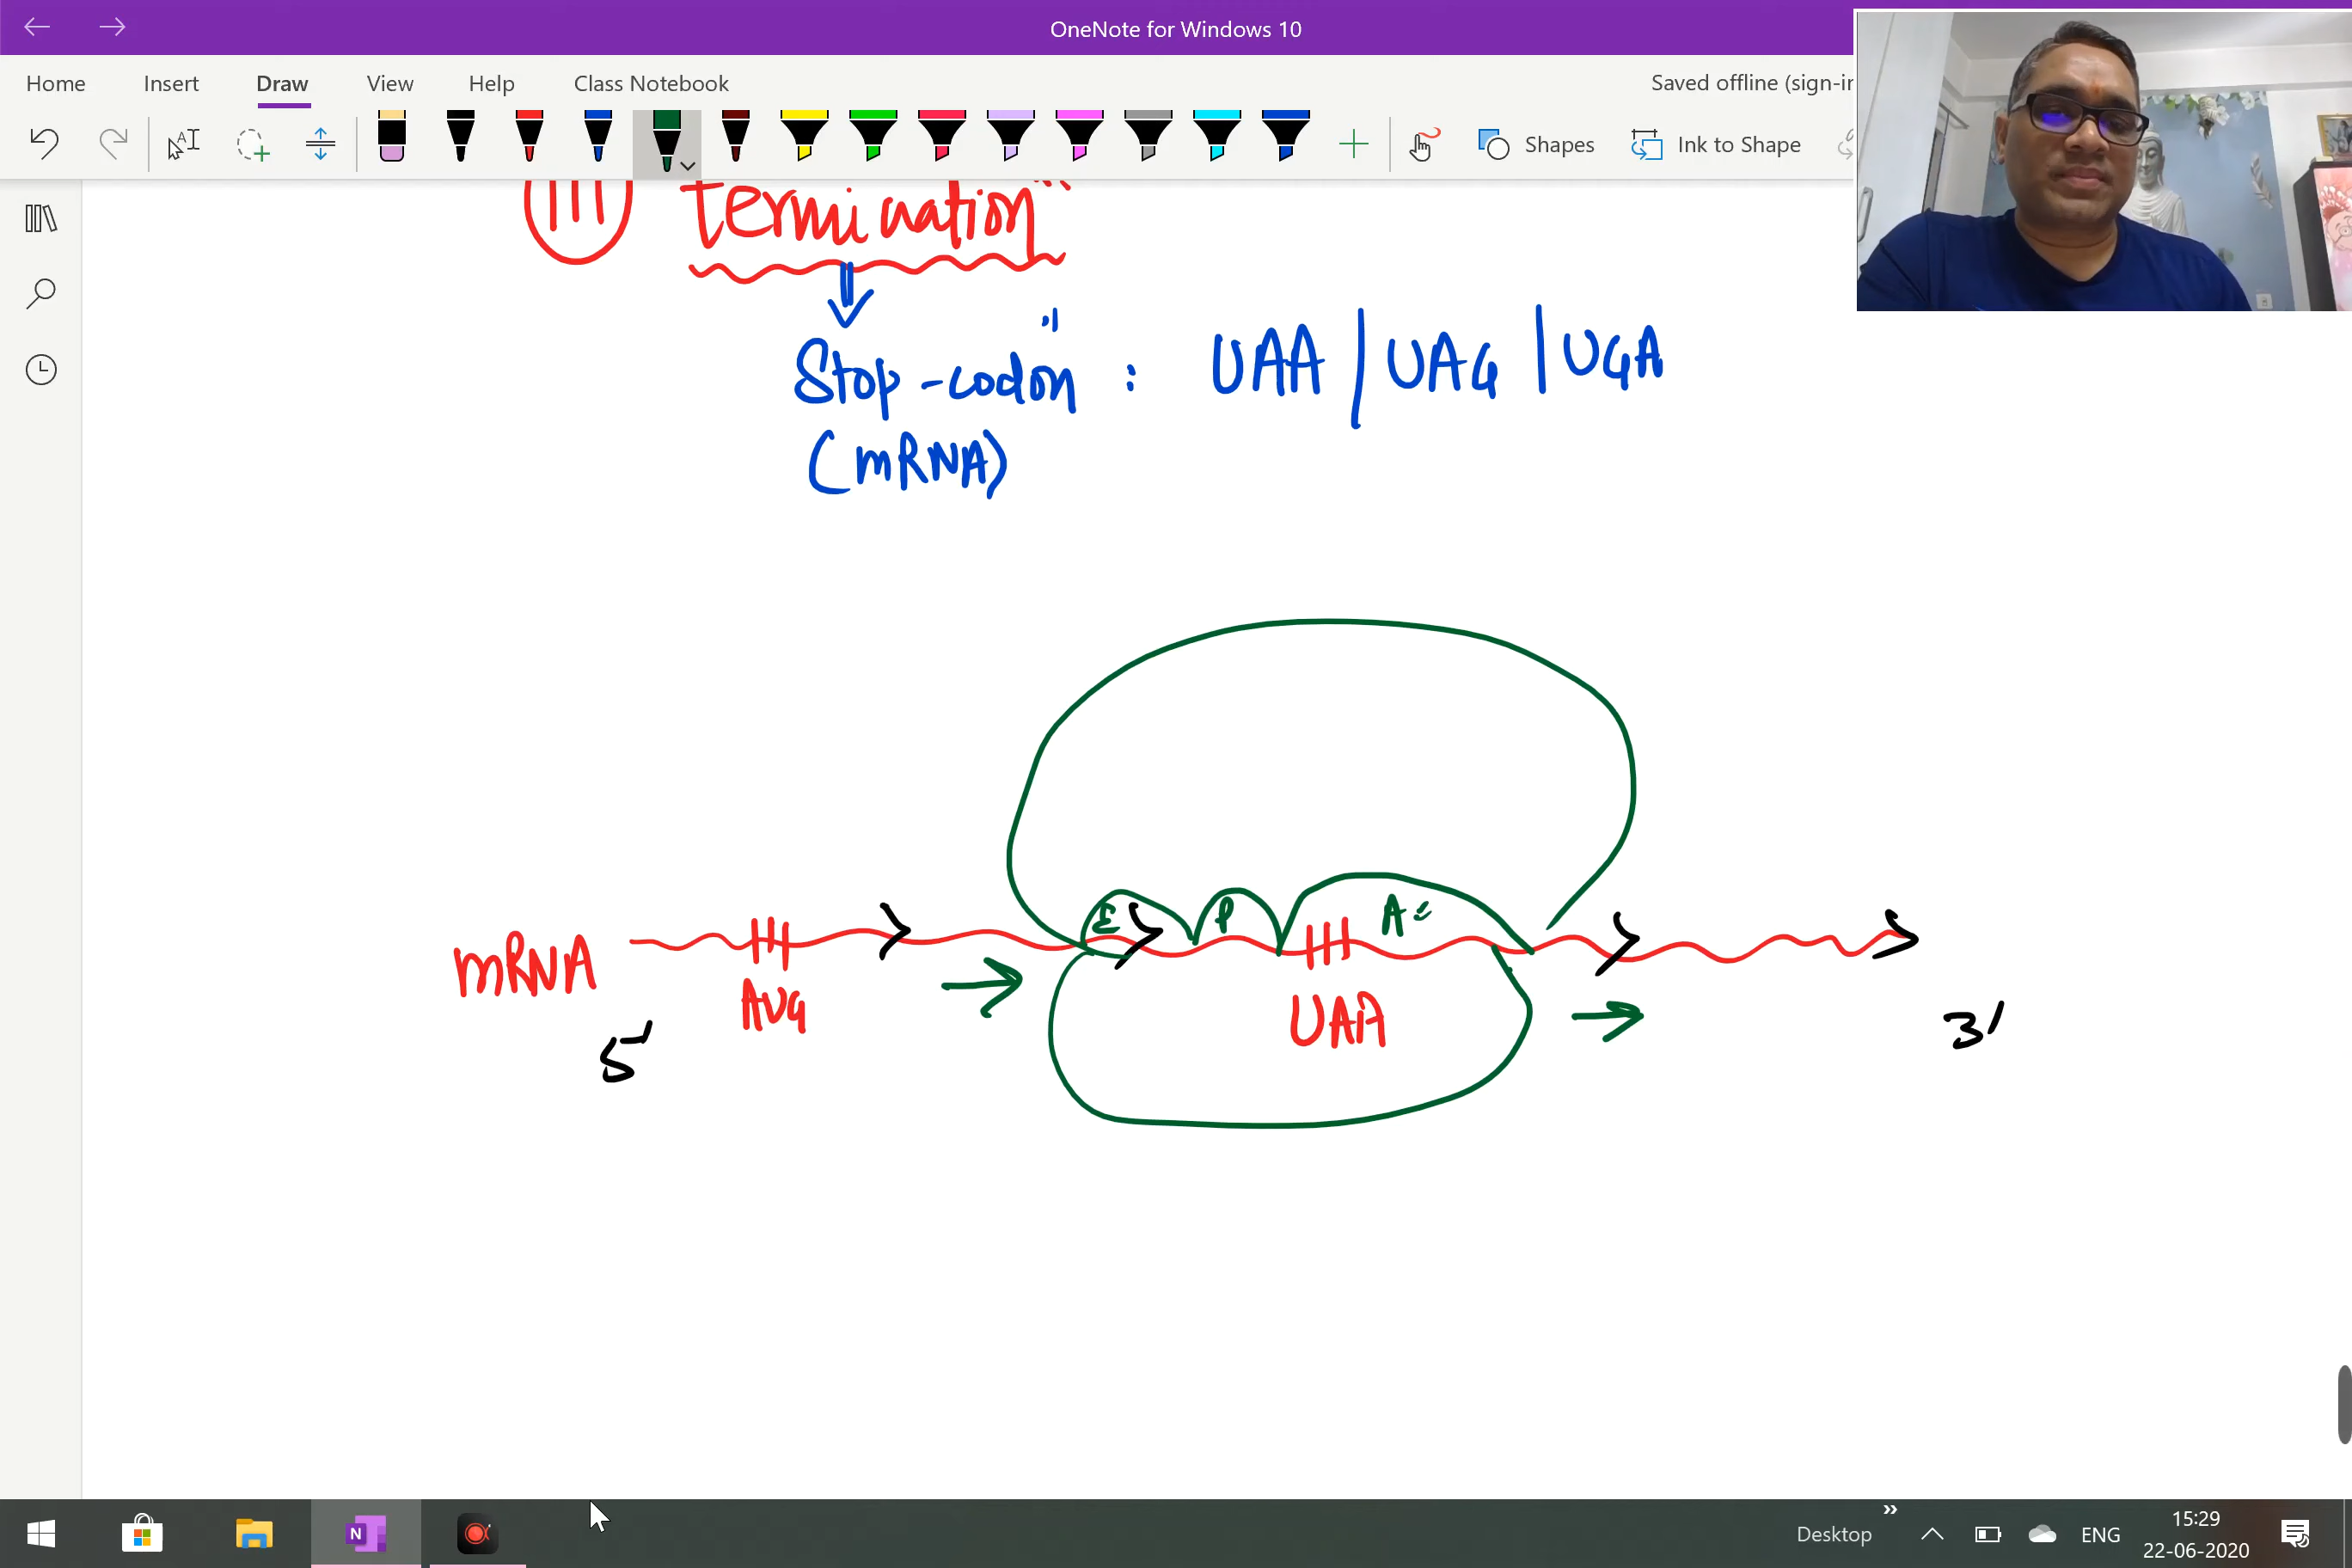 OneNote for Windows 10
Home Insert Draw View Help Class Notebook
Saved offline (sign-in
Shapes Ink to Shape
III termination"
Stop-codon" : UAA | UAG | UGA
(mRNA)
E P A
mRNA
AUG UAA
5' 3'
Desktop ENG 15:29
22-06-2020